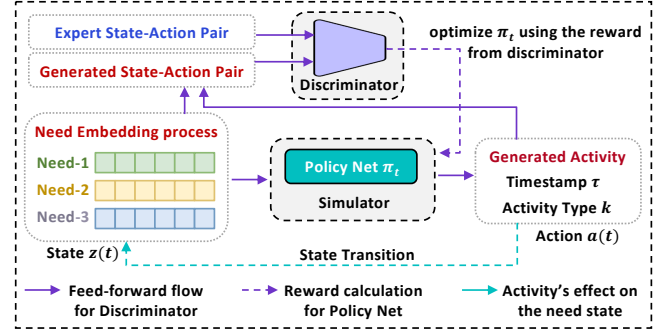 Expert State-Action Pair
Generated State-Action Pair
Discriminator
optimize π_t using the reward
from discriminator
Need Embedding process
Need-1
Need-2
Need-3
State z(t)
Policy Net π_t
Simulator
Generated Activity
Timestamp τ
Activity Type k
Action a(t)
State Transition
Feed-forward flow
for Discriminator
Reward calculation
for Policy Net
Activity's effect on
the need state